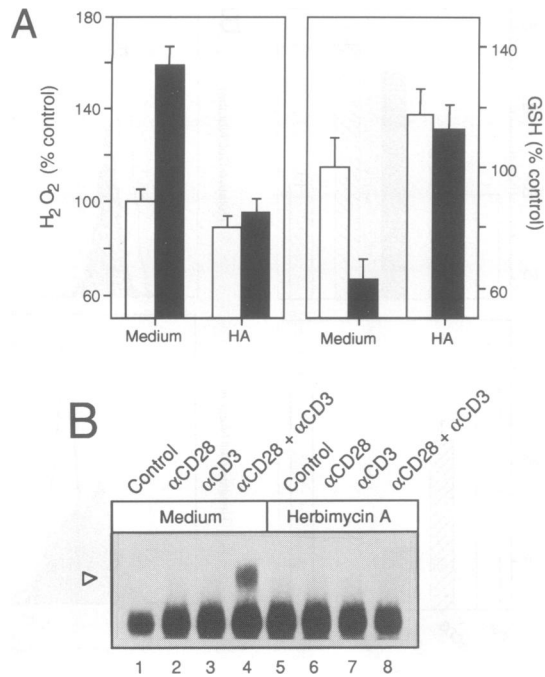 A
180
140
100
60
H2O2 (% control)
Medium
HA
140
100
60
GSH (% control)
Medium
HA
B
Control
αCD28
αCD3
αCD28 + αCD3
Control
αCD28
αCD3
αCD28 + αCD3
Medium
Herbimycin A
1 2 3 4 5 6 7 8